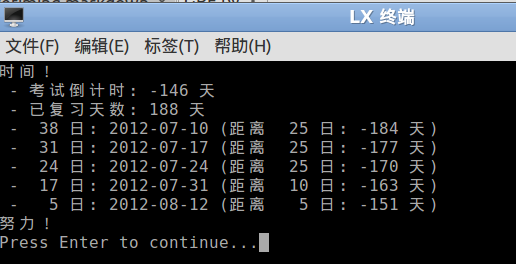 LX 终端
文件(F) 编辑(E) 标签(T) 帮助(H)
时间！
- 考试倒计时: -146 天
- 已复习天数: 188 天
- 38 日: 2012-07-10 (距离 25 日: -184 天)
- 31 日: 2012-07-17 (距离 25 日: -177 天)
- 24 日: 2012-07-24 (距离 25 日: -170 天)
- 17 日: 2012-07-31 (距离 10 日: -163 天)
- 5 日: 2012-08-12 (距离 5 日: -151 天)
努力！
Press Enter to continue...